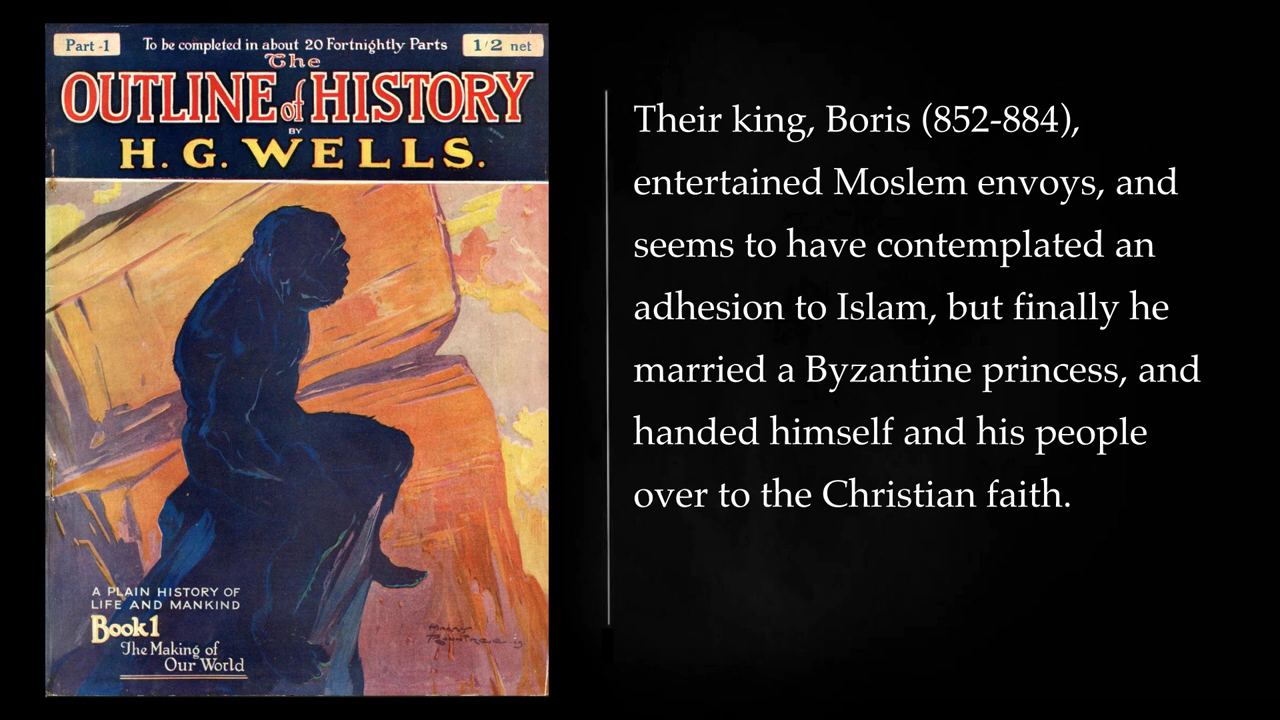 Part -1
To be completed in about 20 Fortnightly Parts
1/2 net
The
OUTLINE of HISTORY
BY
H. G. WELLS.
A PLAIN HISTORY OF
LIFE AND MANKIND
Book 1
The Making of
Our World
Their king, Boris (852-884),
entertained Moslem envoys, and
seems to have contemplated an
adhesion to Islam, but finally he
married a Byzantine princess, and
handed himself and his people
over to the Christian faith.